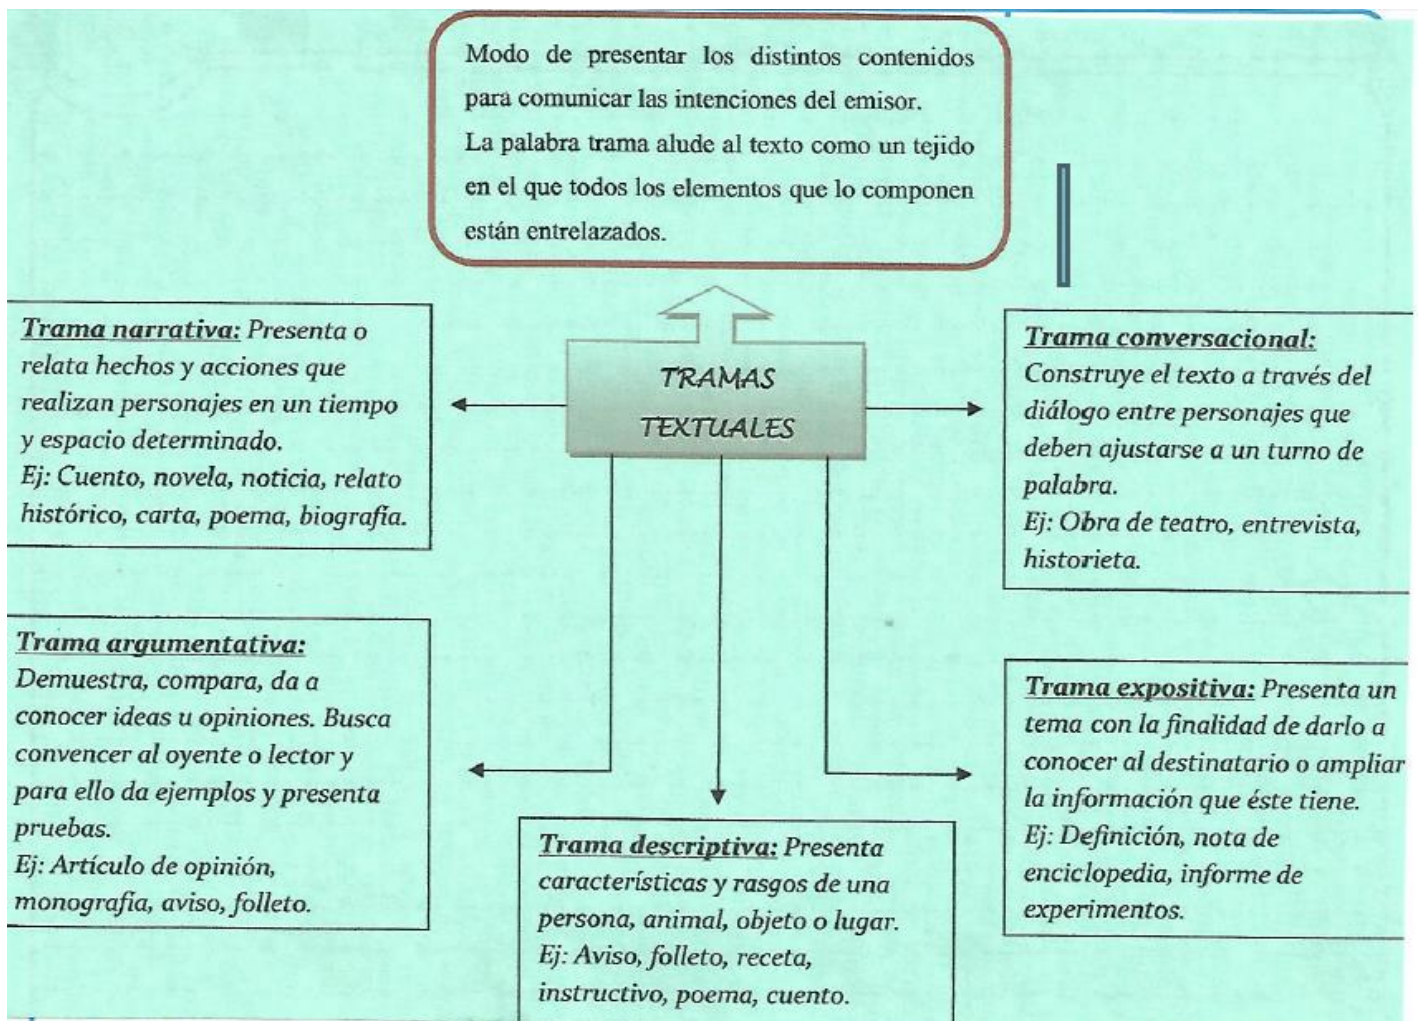 Modo de presentar los distintos contenidos
para comunicar las intenciones del emisor.
La palabra trama alude al texto como un tejido
en el que todos los elementos que lo componen
están entrelazados.
TRAMAS
TEXTUALES
Trama narrativa: Presenta o
relata hechos y acciones que
realizan personajes en un tiempo
y espacio determinado.
Ej: Cuento, novela, noticia, relato
histórico, carta, poema, biografía.
Trama conversacional:
Construye el texto a través del
diálogo entre personajes que
deben ajustarse a un turno de
palabra.
Ej: Obra de teatro, entrevista,
historieta.
Trama argumentativa:
Demuestra, compara, da a
conocer ideas u opiniones. Busca
convencer al oyente o lector y
para ello da ejemplos y presenta
pruebas.
Ej: Artículo de opinión,
monografía, aviso, folleto.
Trama descriptiva: Presenta
características y rasgos de una
persona, animal, objeto o lugar.
Ej: Aviso, folleto, receta,
instructivo, poema, cuento.
Trama expositiva: Presenta un
tema con la finalidad de darlo a
conocer al destinatario o ampliar
la información que éste tiene.
Ej: Definición, nota de
enciclopedia, informe de
experimentos.